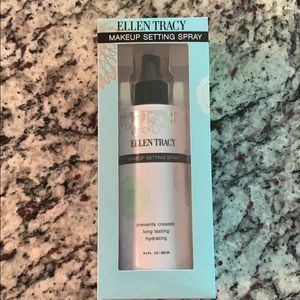 ELLEN TRACY
MAKEUP SETTING SPRAY
ELLEN TRACY
MAKEUP SETTING SPRAY
prevents creases
long lasting
hydrating